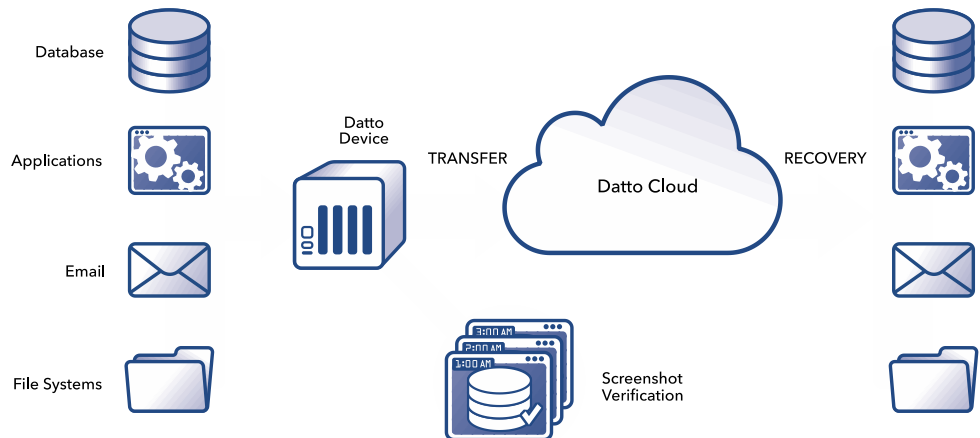 Database
Applications
Email
File Systems
Datto
Device
TRANSFER
Datto Cloud
RECOVERY
3:00 AM
2:00 AM
1:00 AM
Screenshot
Verification